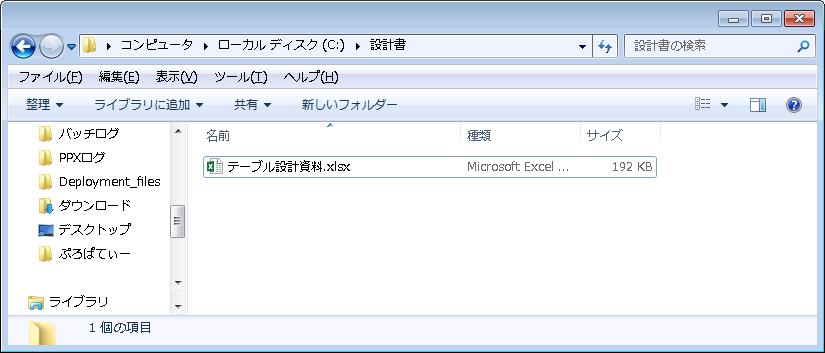 コンピュータ ▸ ローカル ディスク (C:) ▸ 設計書
設計書の検索
ファイル(F) 編集(E) 表示(V) ツール(T) ヘルプ(H)
整理 ライブラリに追加 共有 新しいフォルダー
名前 種類 サイズ
バッチログ
PPXログ
Deployment_files
ダウンロード
デスクトップ
ぷろぱてぃー
ライブラリ
テーブル設計資料.xlsx Microsoft Excel ... 192 KB
1 個の項目